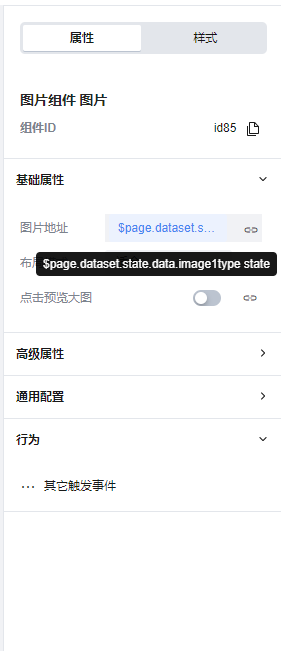 属性 样式
图片组件 图片
组件ID id85
基础属性
图片地址 $page.dataset.s...
布
$page.dataset.state.data.image1type state
点击预览大图
高级属性
通用配置
行为
其它触发事件